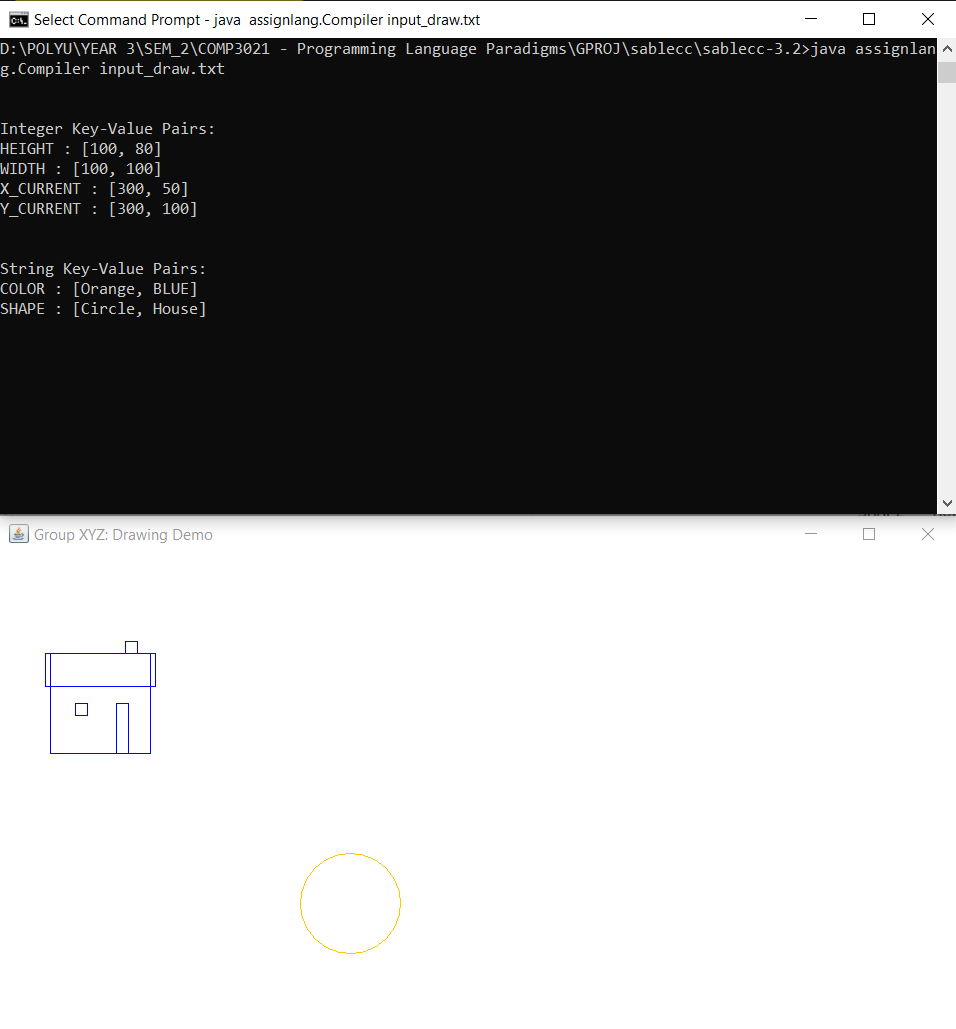 Select Command Prompt - java  assignlang.Compiler input_draw.txt
D:\POLYU\YEAR 3\SEM_2\COMP3021 - Programming Language Paradigms\GPROJ\sablecc\sablecc-3.2>java assignlan
g.Compiler input_draw.txt
Integer Key-Value Pairs:
HEIGHT : [100, 80]
WIDTH : [100, 100]
X_CURRENT : [300, 50]
Y_CURRENT : [300, 100]
String Key-Value Pairs:
COLOR : [Orange, BLUE]
SHAPE : [Circle, House]
Group XYZ: Drawing Demo